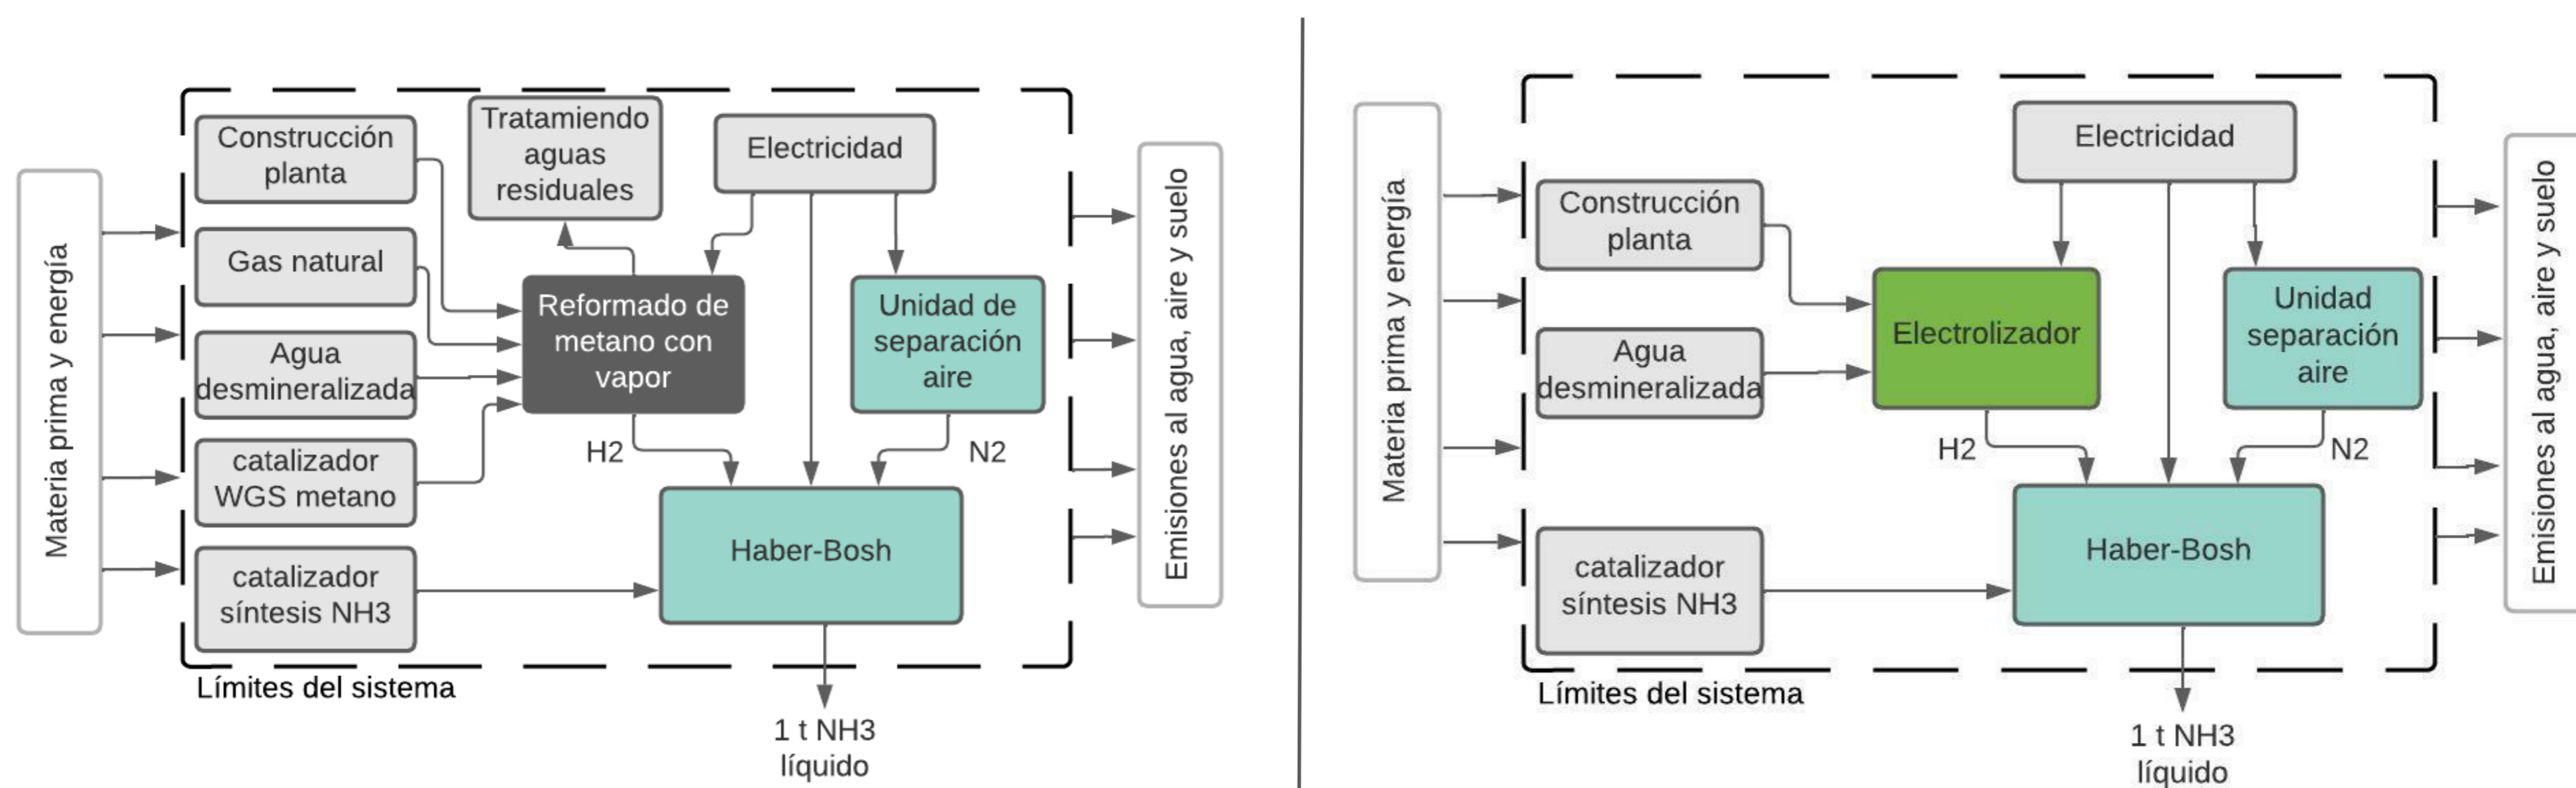 Materia prima y energía
Construcción
planta
Gas natural
Agua
desmineralizada
catalizador
WGS metano
catalizador
síntesis NH3
Tratamiendo
aguas
residuales
Electricidad
Reformado de
metano con
vapor
Unidad de
separación
aire
H2
N2
Haber-Bosh
Emisiones al agua, aire y suelo
Límites del sistema
1 t NH3
líquido
Materia prima y energía
Construcción
planta
Agua
desmineralizada
catalizador
síntesis NH3
Electricidad
Electrolizador
Unidad
separación
aire
H2
N2
Haber-Bosh
Emisiones al agua, aire y suelo
Límites del sistema
1 t NH3
líquido